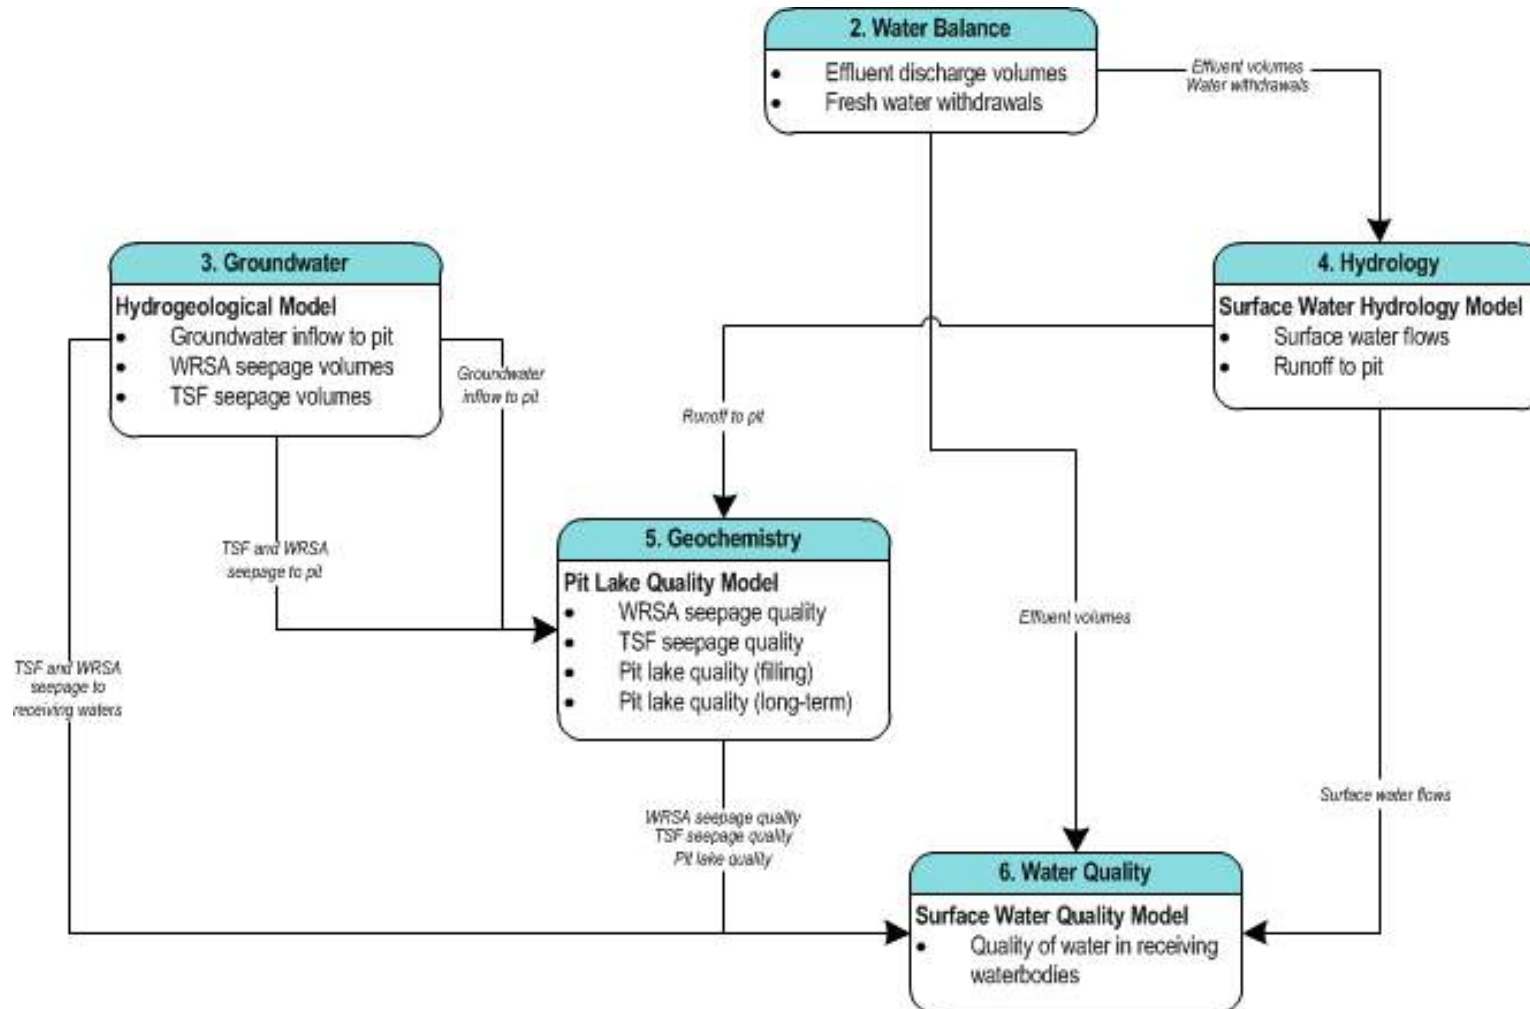 2. Water Balance
• Effluent discharge volumes
• Fresh water withdrawals
Effluent volumes
Water withdrawals
3. Groundwater
Hydrogeological Model
• Groundwater inflow to pit
• WRSA seepage volumes
• TSF seepage volumes
4. Hydrology
Surface Water Hydrology Model
• Surface water flows
• Runoff to pit
Groundwater
inflow to pit
Runoff to pit
TSF and WRSA
seepage to pit
5. Geochemistry
Pit Lake Quality Model
• WRSA seepage quality
• TSF seepage quality
• Pit lake quality (filling)
• Pit lake quality (long-term)
Effluent volumes
TSF and WRSA
seepage to
receiving waters
Surface water flows
WRSA seepage quality
TSF seepage quality
Pit lake quality
6. Water Quality
Surface Water Quality Model
• Quality of water in receiving
waterbodies